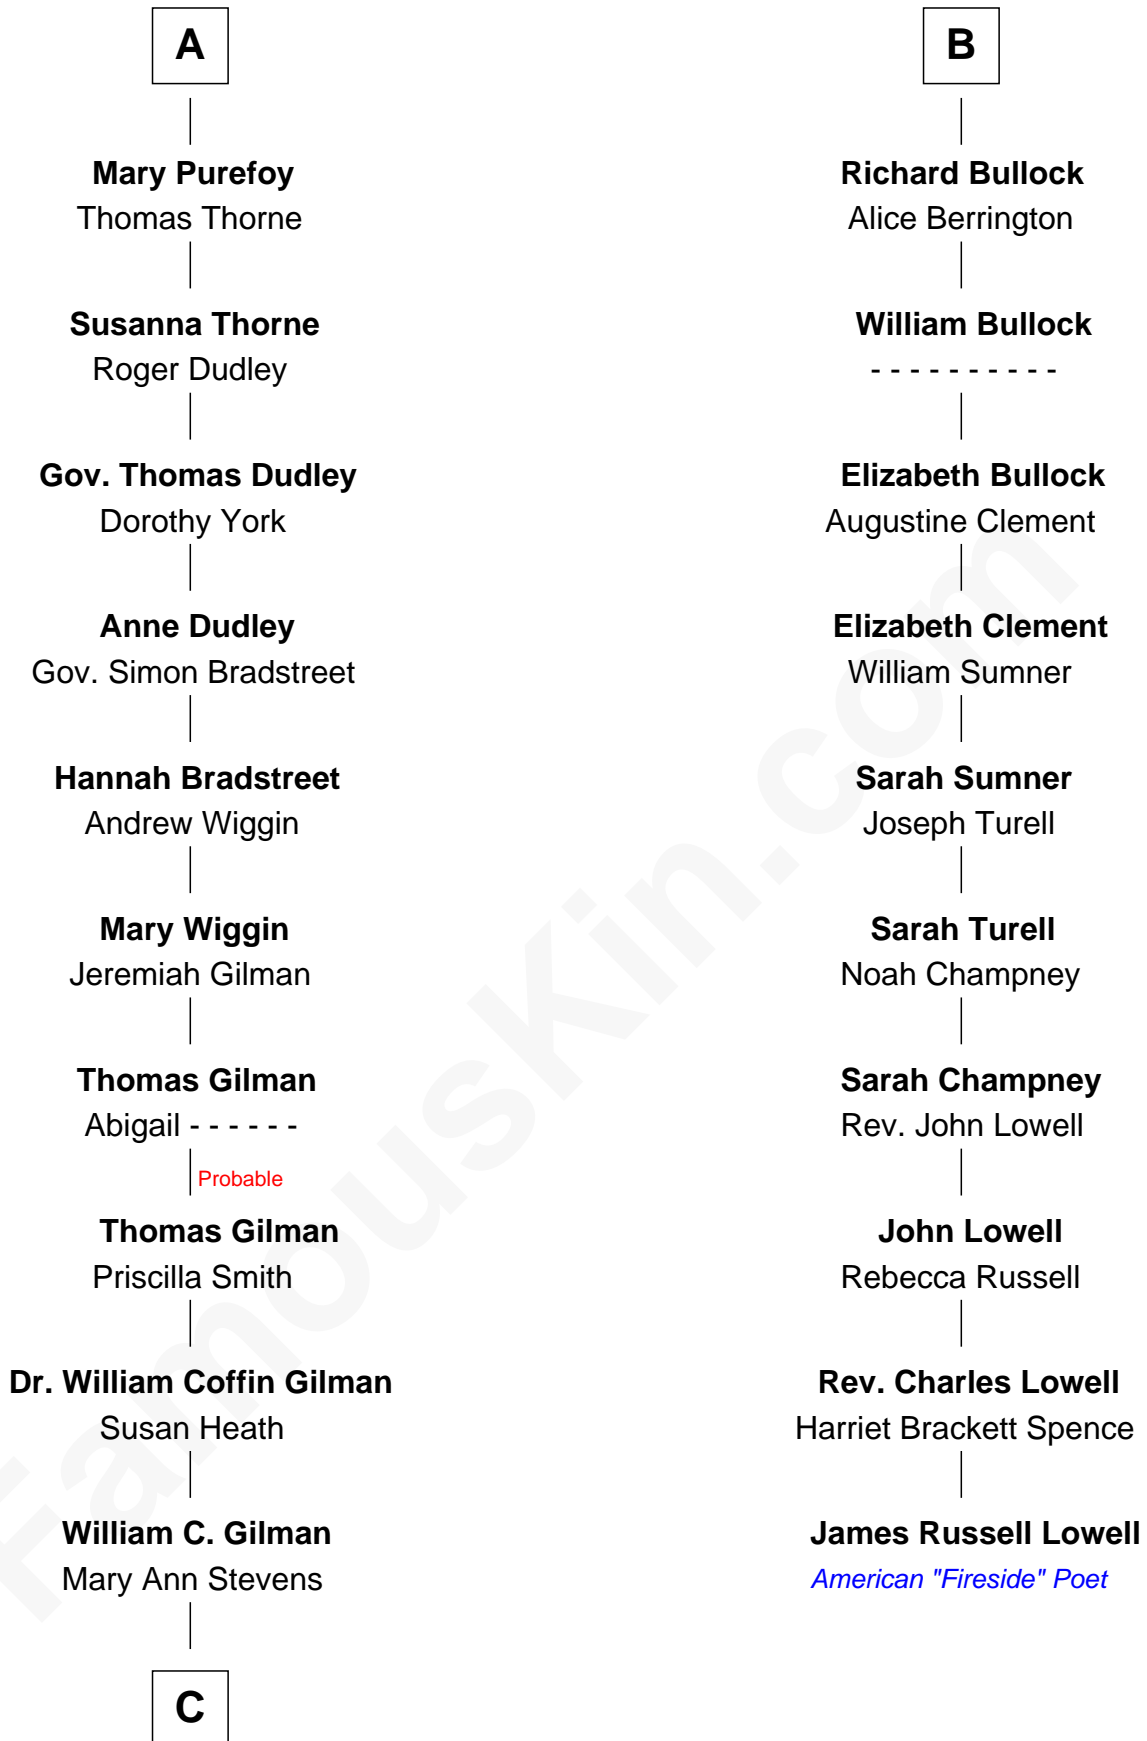 A
Mary Purefoy
Thomas Thorne
Susanna Thorne
Roger Dudley
Gov. Thomas Dudley
Dorothy York
Anne Dudley
Gov. Simon Bradstreet
Hannah Bradstreet
Andrew Wiggin
Mary Wiggin
Jeremiah Gilman
Thomas Gilman
Abigail - - - - - -
Probable
Thomas Gilman
Priscilla Smith
Dr. William Coffin Gilman
Susan Heath
William C. Gilman
Mary Ann Stevens
C
B
Richard Bullock
Alice Berrington
William Bullock
- - - - - - - - - -
Elizabeth Bullock
Augustine Clement
Elizabeth Clement
William Sumner
Sarah Sumner
Joseph Turell
Sarah Turell
Noah Champney
Sarah Champney
Rev. John Lowell
John Lowell
Rebecca Russell
Rev. Charles Lowell
Harriet Brackett Spence
James Russell Lowell
American "Fireside" Poet
FamousKin.com